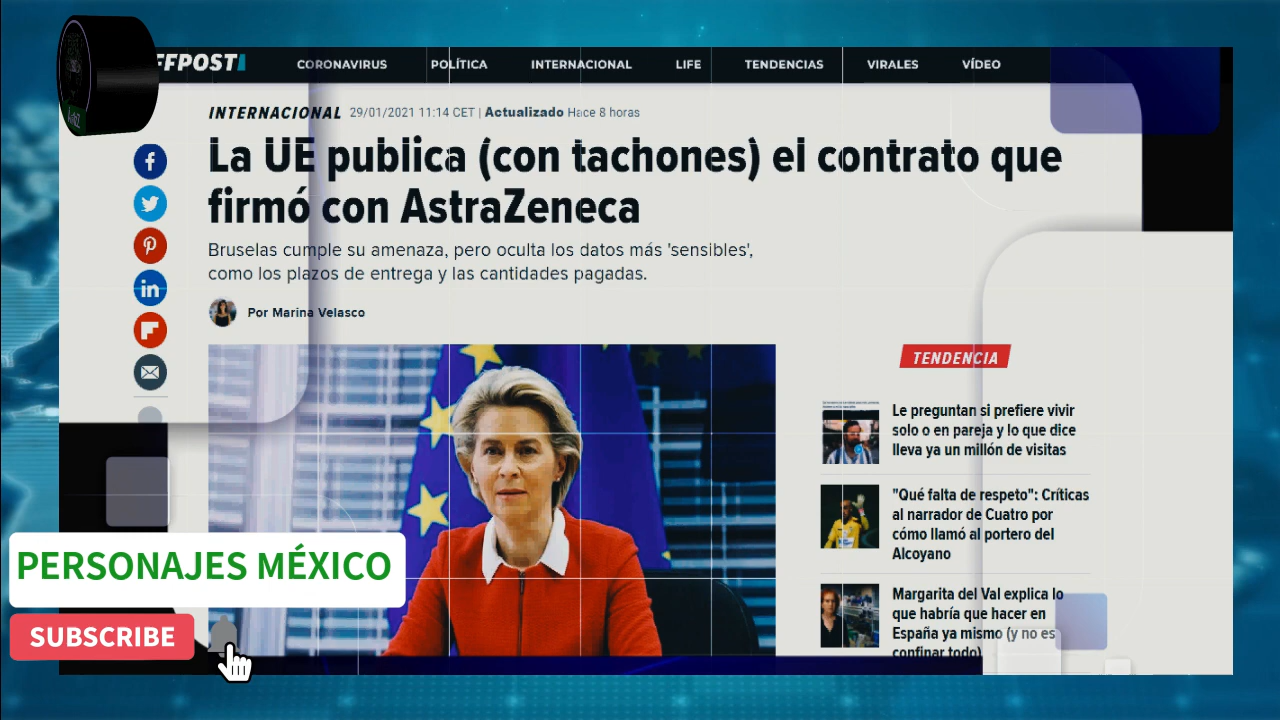 FFPOST
CORONAVIRUS POLÍTICA INTERNACIONAL LIFE TENDENCIAS VIRALES VÍDEO
INTERNACIONAL 29/01/2021 11:14 CET | Actualizado Hace 8 horas
La UE publica (con tachones) el contrato que
firmó con AstraZeneca
Bruselas cumple su amenaza, pero oculta los datos más 'sensibles',
como los plazos de entrega y las cantidades pagadas.
Por Marina Velasco
TENDENCIA
Le preguntan si prefiere vivir
solo o en pareja y lo que dice
lleva ya un millón de visitas
"Qué falta de respeto": Críticas
al narrador de Cuatro por
cómo llamó al portero del
Alcoyano
Margarita del Val explica lo
que habría que hacer en
España ya mismo (y no es
confinar todo)
PERSONAJES MÉXICO
SUBSCRIBE